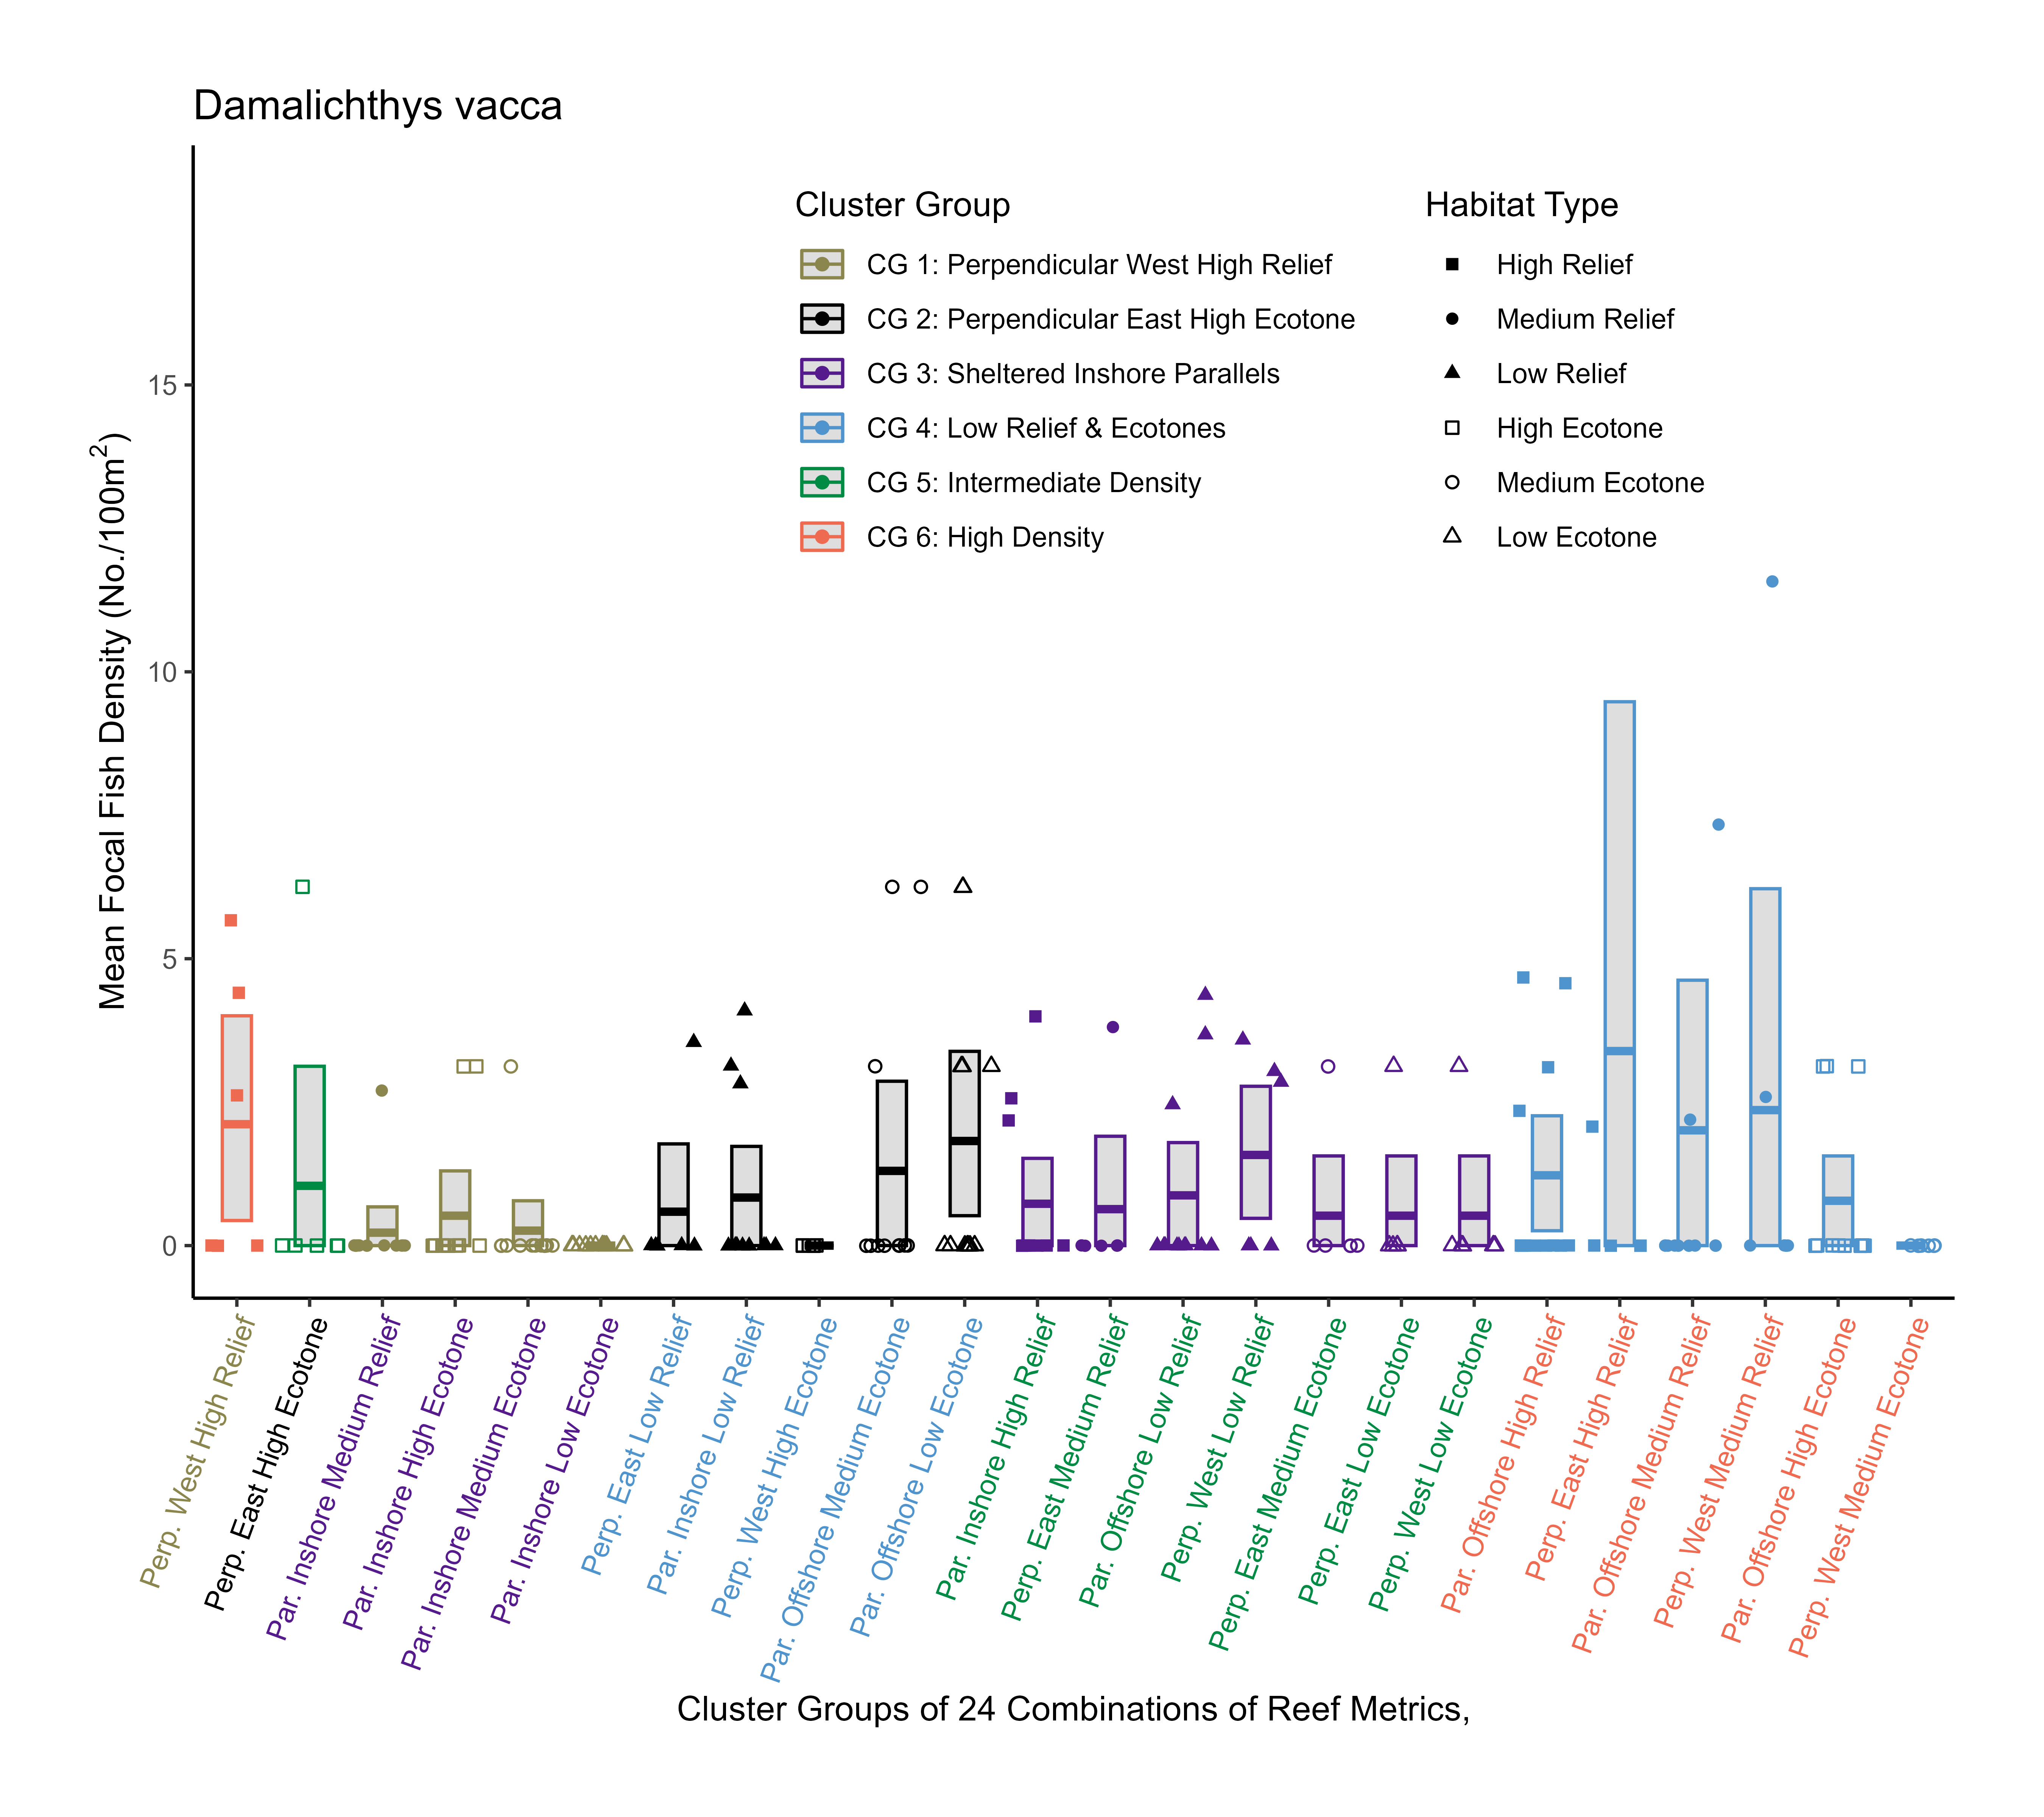 Damalichthys vacca
Cluster Group
CG 1: Perpendicular West High Relief
CG 2: Perpendicular East High Ecotone
CG 3: Sheltered Inshore Parallels
CG 4: Low Relief & Ecotones
CG 5: Intermediate Density
CG 6: High Density
Habitat Type
High Relief
Medium Relief
Low Relief
High Ecotone
Medium Ecotone
Low Ecotone
Mean Focal Fish Density (No./100m²)
15
10
5
0
Perp. West High Relief
Perp. East High Ecotone
Par. Inshore Medium Relief
Par. Inshore High Ecotone
Par. Inshore Medium Ecotone
Par. Inshore Low Ecotone
Perp. East Low Relief
Par. Inshore Low Relief
Perp. West High Ecotone
Par. Offshore Medium Ecotone
Par. Offshore Low Ecotone
Par. Inshore High Relief
Perp. East Medium Relief
Par. Offshore Low Relief
Perp. West Low Relief
Perp. East Medium Ecotone
Perp. East Low Ecotone
Perp. West Low Ecotone
Par. Offshore High Relief
Perp. East High Relief
Par. Offshore Medium Relief
Perp. West Medium Relief
Par. Offshore High Ecotone
Perp. West Medium Ecotone
Cluster Groups of 24 Combinations of Reef Metrics,